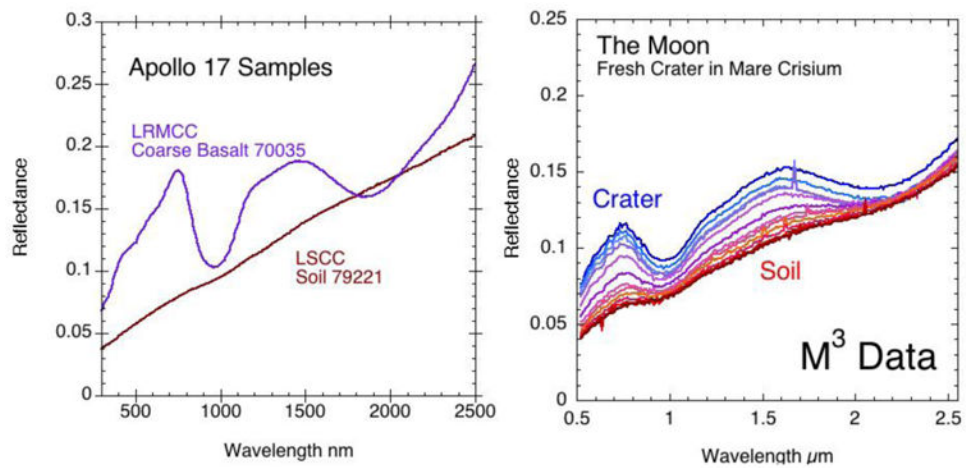 Apollo 17 Samples
LRMCC
Coarse Basalt 70035
LSCC
Soil 79221
Reflectance
0.3
0.25
0.2
0.15
0.1
0.05
0
500
1000
1500
2000
2500
Wavelength nm
The Moon
Fresh Crater in Mare Crisium
Crater
Soil
M³ Data
Reflectance
0.25
0.2
0.15
0.1
0.05
0
0.5
1
1.5
2
2.5
Wavelength µm